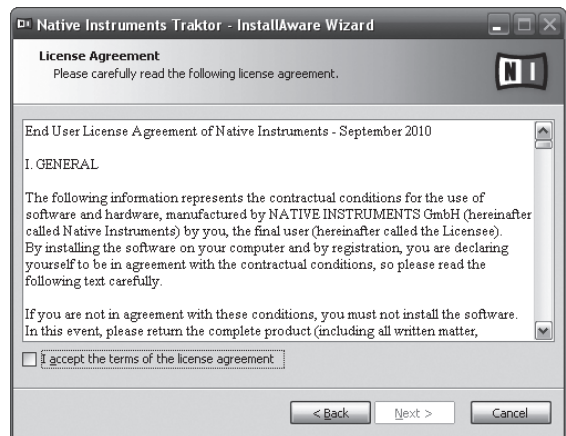 Native Instruments Traktor - InstallAware Wizard
License Agreement
Please carefully read the following license agreement.
N I
End User License Agreement of Native Instruments - September 2010
I. GENERAL
The following information represents the contractual conditions for the use of
software and hardware, manufactured by NATIVE INSTRUMENTS GmbH (hereinafter
called Native Instruments) by you, the final user (hereinafter called the Licensee).
By installing the software on your computer and by registration, you are declaring
yourself to be in agreement with the contractual conditions, so please read the
following text carefully.
If you are not in agreement with these conditions, you must not install the software.
In this event, please return the complete product (including all written matter,
I accept the terms of the license agreement
< Back Next > Cancel